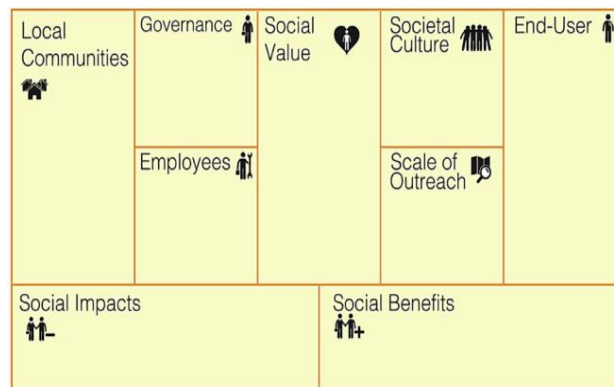 Local
Communities
Governance
Employees
Social
Value
Societal
Culture
Scale of
Outreach
End-User
Social Impacts
Social Benefits